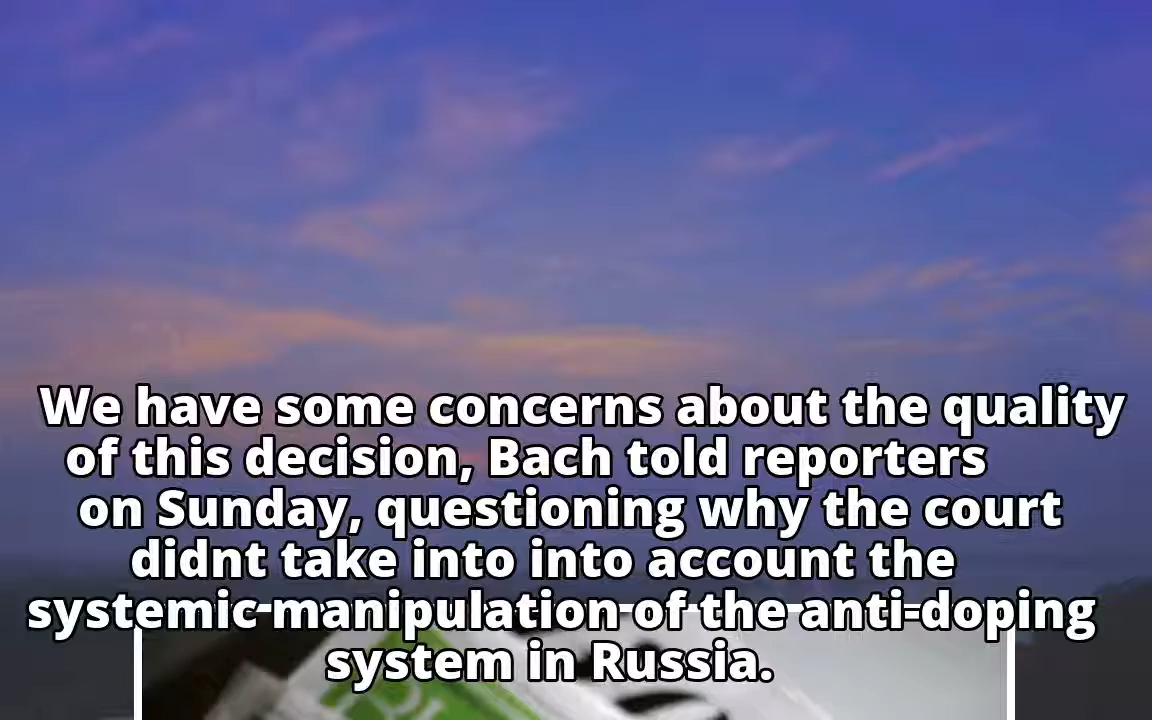 We have some concerns about the quality
of this decision, Bach told reporters
on Sunday, questioning why the court
didnt take into into account the
systemic manipulation of the anti-doping
system in Russia.